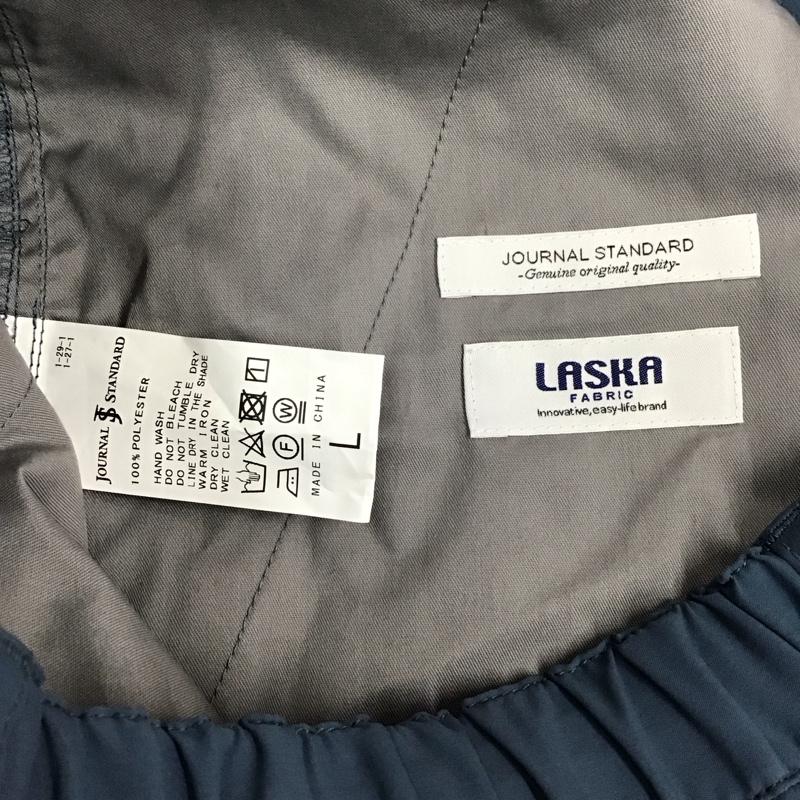 JOURNAL STANDARD
-Genuine original quality-
LASKA
FABRIC
Innovative,easy-life brand
1-29-1
1-27-1
JOURNAL STANDARD
100% POLYESTER
HAND WASH
DO NOT BLEACH
DO NOT TUMBLE DRY
LINE DRY IN THE SHADE
WARM IRON
DRY CLEAN
WET CLEAN
F W
MADE IN CHINA
L